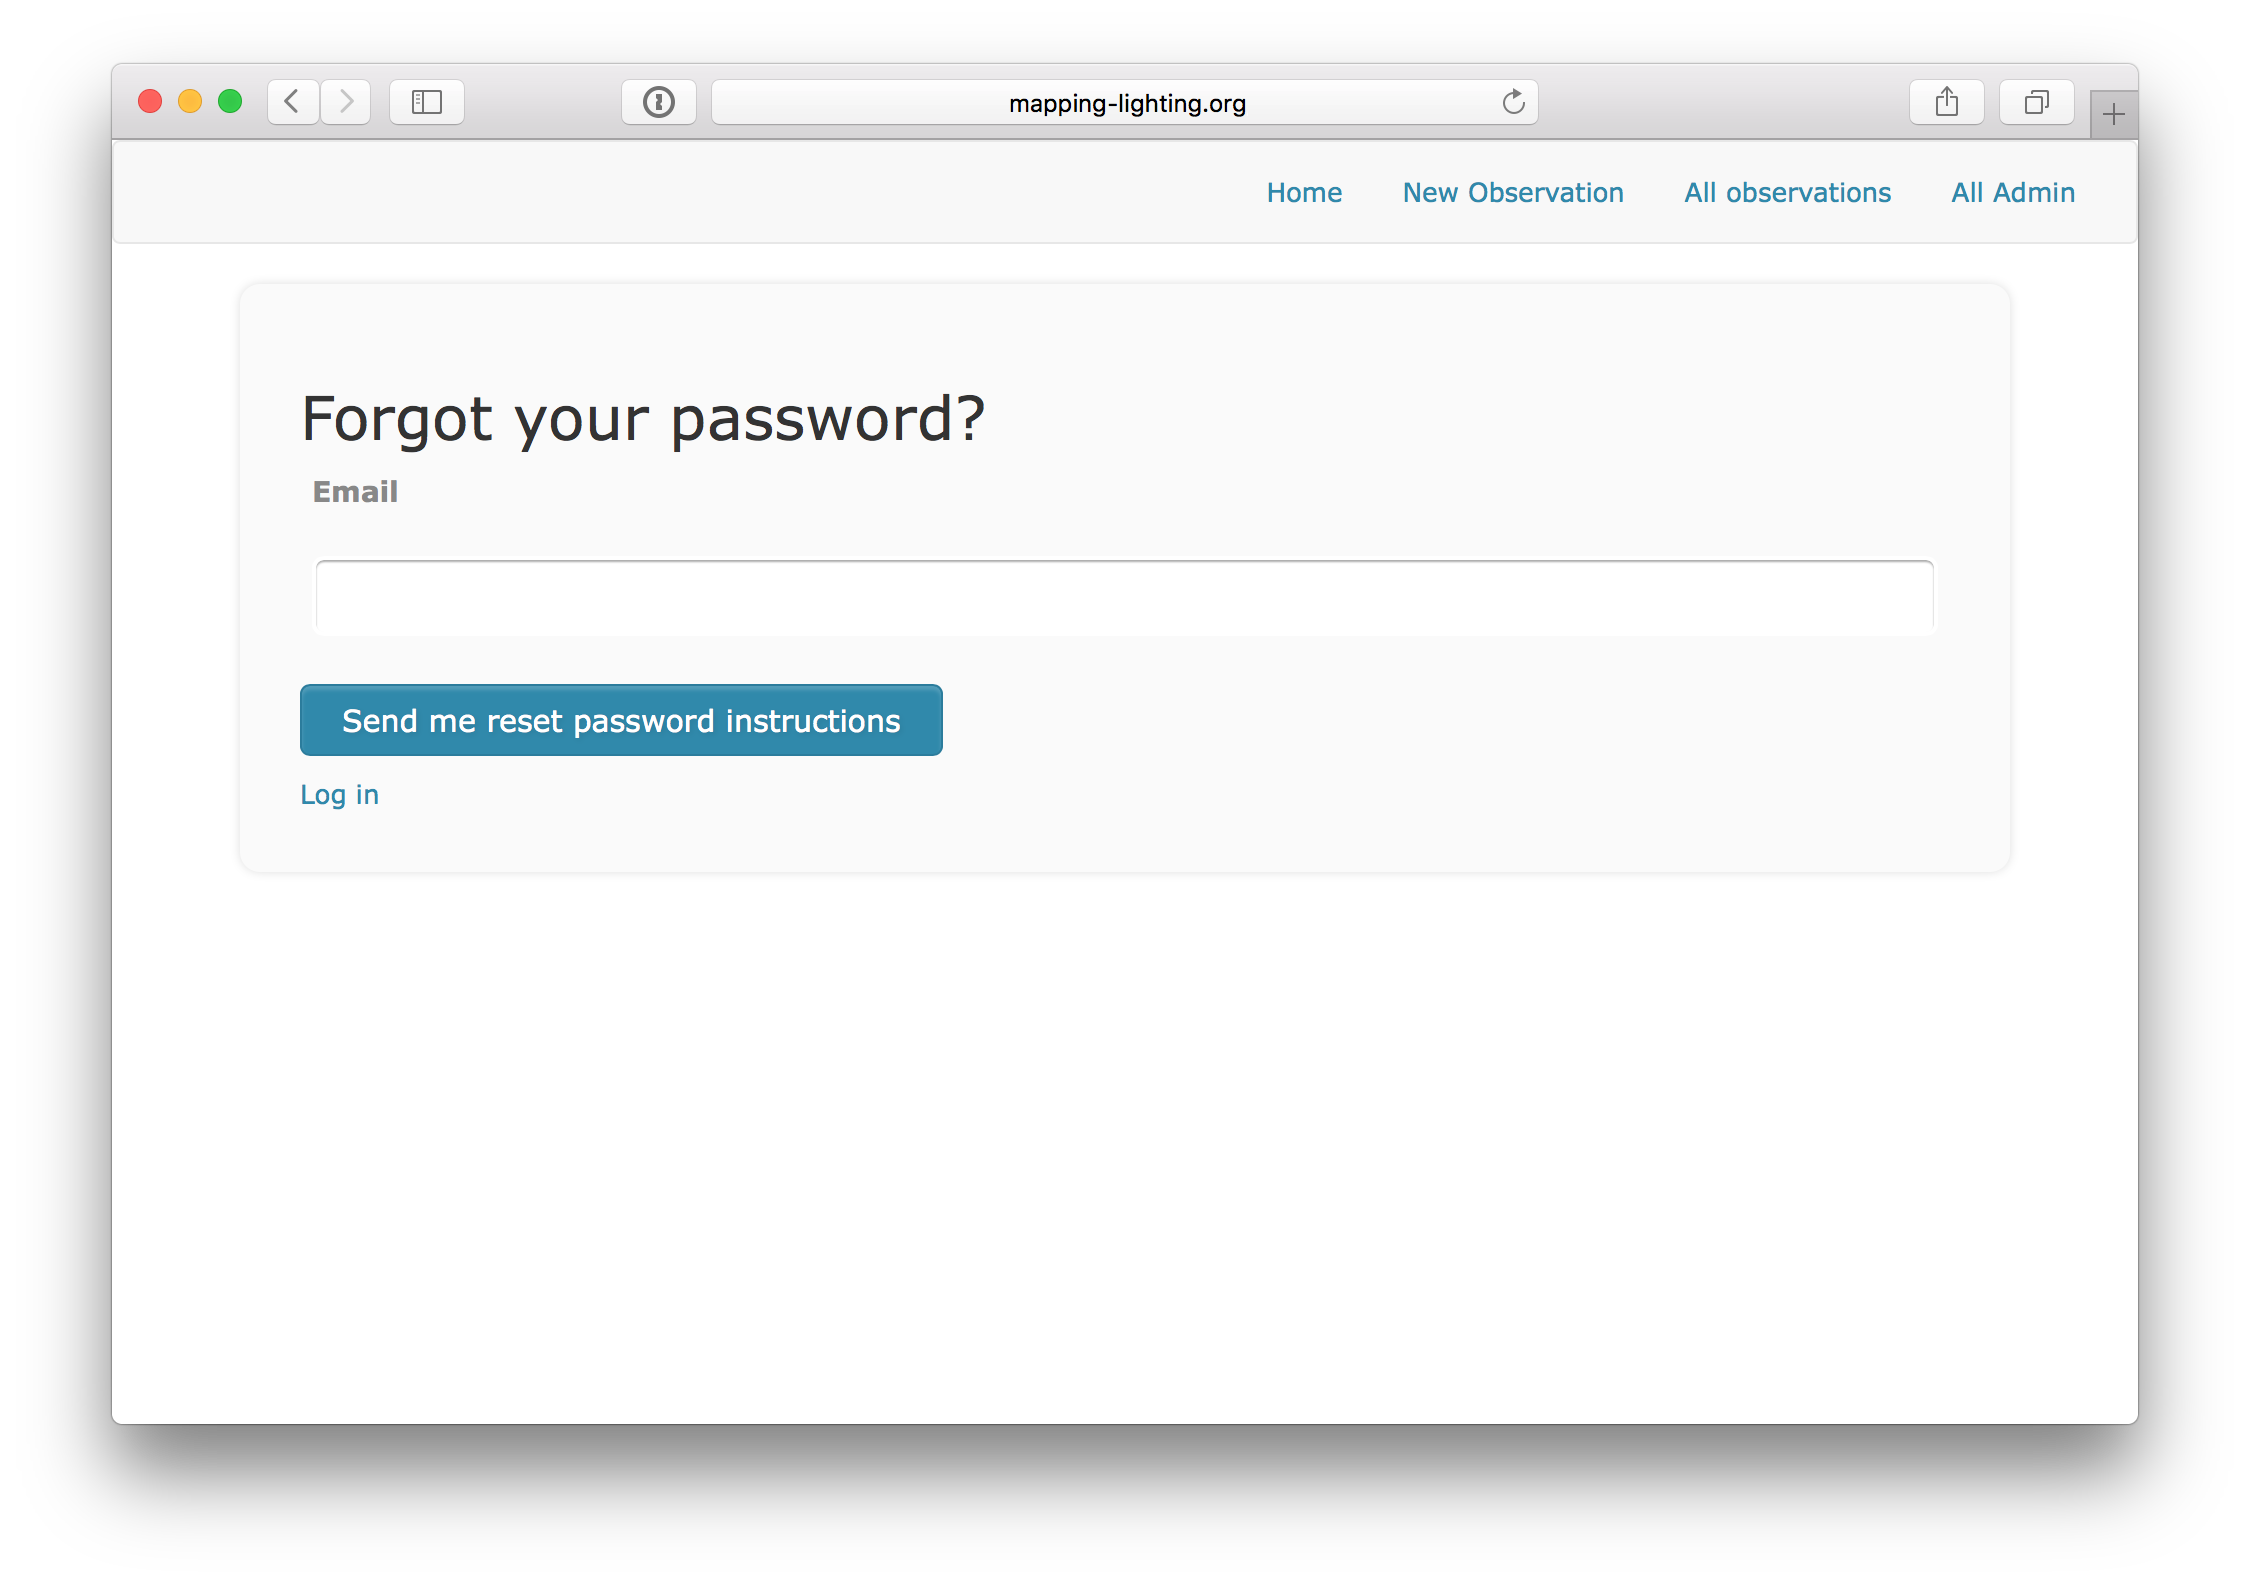 mapping-lighting.org
Home New Observation All observations All Admin
Forgot your password?
Email
Send me reset password instructions
Log in